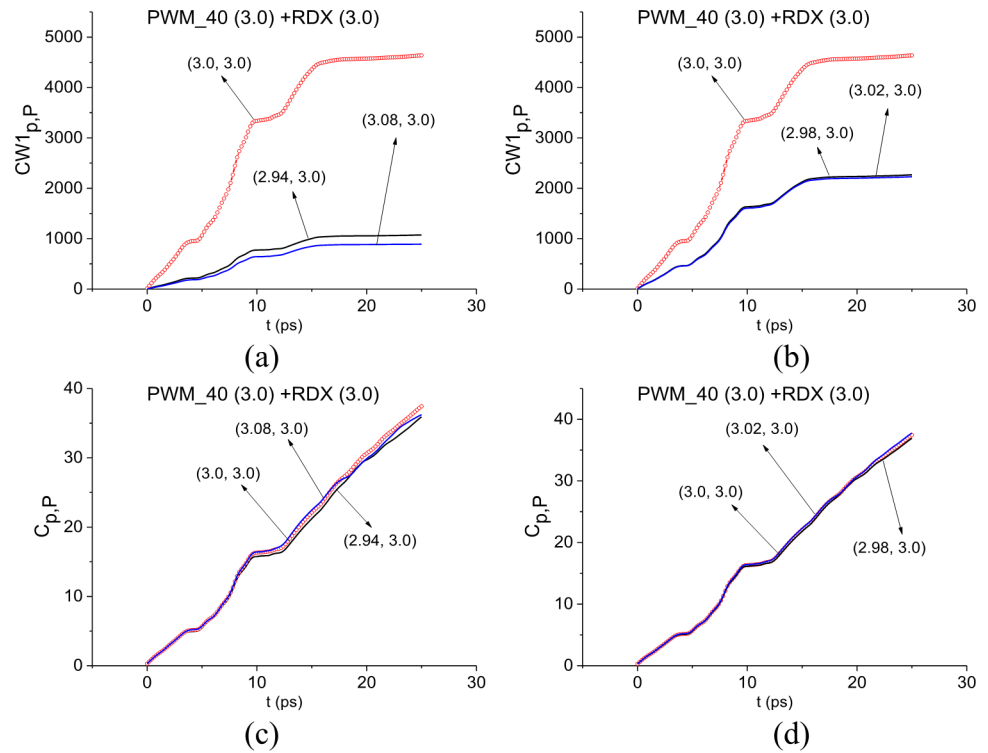 PWM_40 (3.0) +RDX (3.0)
CW1p,P
5000
4000
3000
2000
1000
0
(3.0, 3.0)
(3.08, 3.0)
(2.94, 3.0)
0 10 20 30
t (ps)
(a)
PWM_40 (3.0) +RDX (3.0)
CW1p,P
5000
4000
3000
2000
1000
0
(3.0, 3.0)
(3.02, 3.0)
(2.98, 3.0)
0 10 20 30
t (ps)
(b)
PWM_40 (3.0) +RDX (3.0)
Cp,P
40
30
20
10
0
(3.08, 3.0)
(3.0, 3.0)
(2.94, 3.0)
0 10 20 30
t (ps)
(c)
PWM_40 (3.0) +RDX (3.0)
Cp,P
40
30
20
10
0
(3.02, 3.0)
(3.0, 3.0)
(2.98, 3.0)
0 10 20 30
t (ps)
(d)